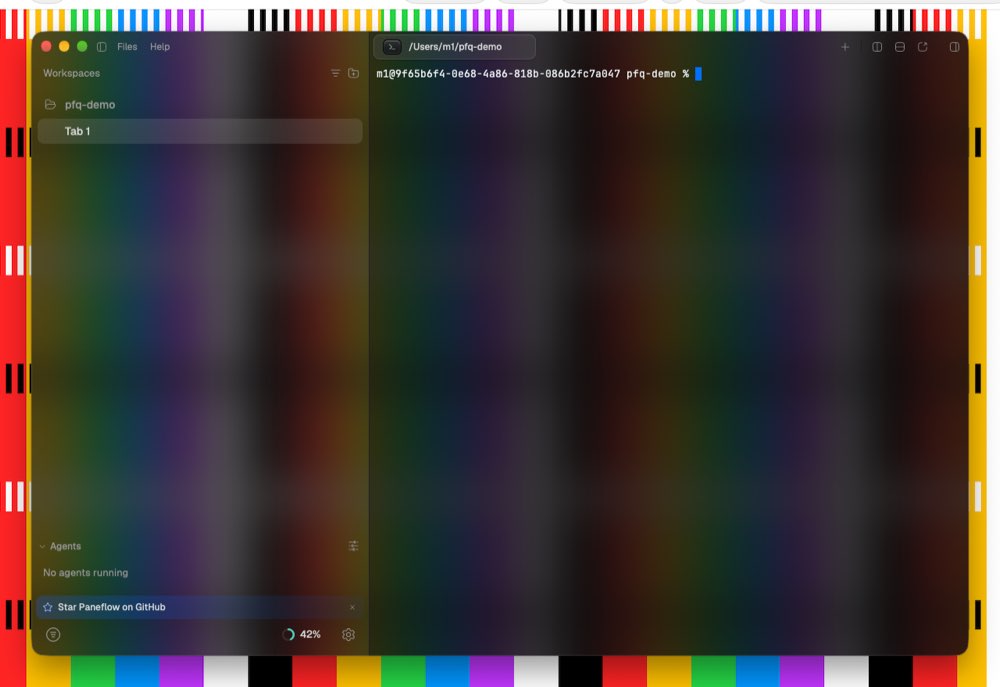 Files Help
/Users/m1/pfq-demo
Workspaces
m1@9f65b6f4-0e68-4a86-818b-086b2fc7a047 pfq-demo %
pfq-demo
Tab 1
Agents
No agents running
Star Paneflow on GitHub
42%